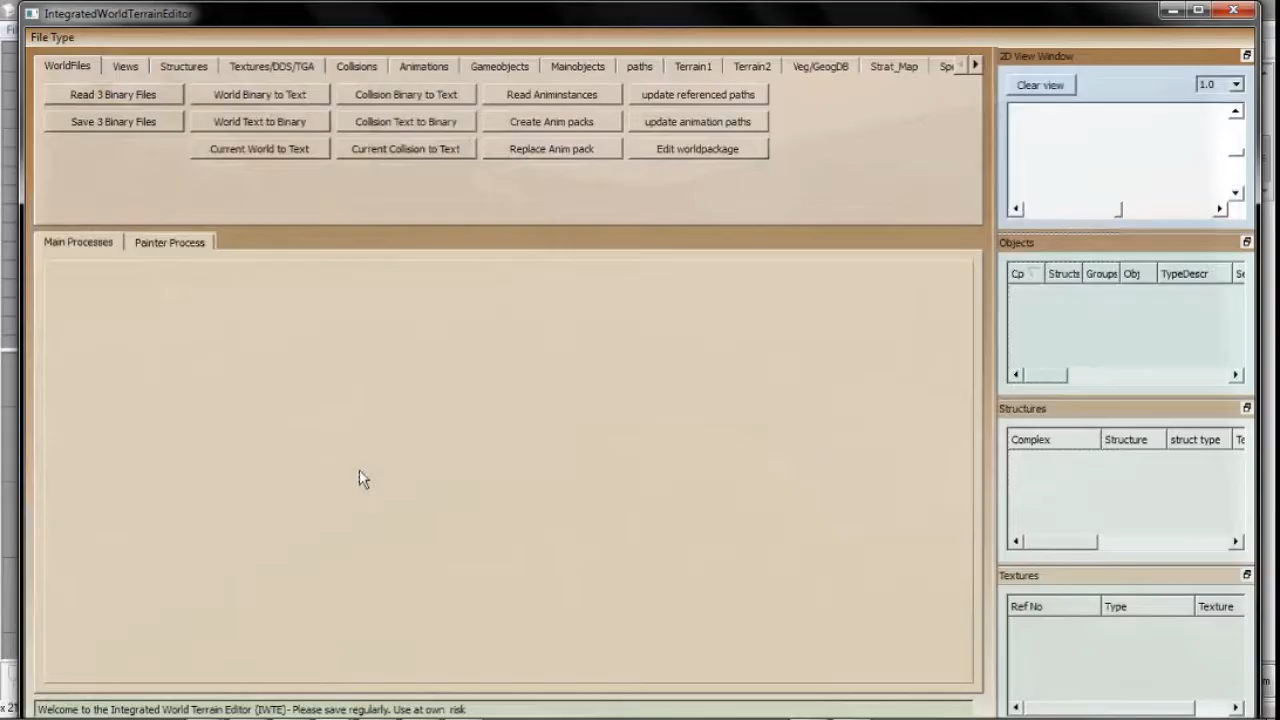 IntegratedWorldTerrainEditor
File Type
WorldFiles Views Structures Textures/DDS/TGA Collisions Animations Gameobjects Mainobjects paths Terrain1 Terrain2 Veg/GeogDB Strat_Map
Read 3 Binary Files World Binary to Text Collision Binary to Text Read Animinstances update referenced paths
Save 3 Binary Files World Text to Binary Collision Text to Binary Create Anim packs update animation paths
Current World to Text Current Collision to Text Replace Anim pack Edit worldpackage
Main Processes Painter Process
2D View Window
Clear view 1.0
Objects
Cp Structs Groups Obj TypeDescr
Structures
Complex Structure struct type
Textures
Ref No Type Texture
Welcome to the Integrated World Terrain Editor (IWTE)- Please save regularly. Use at own risk